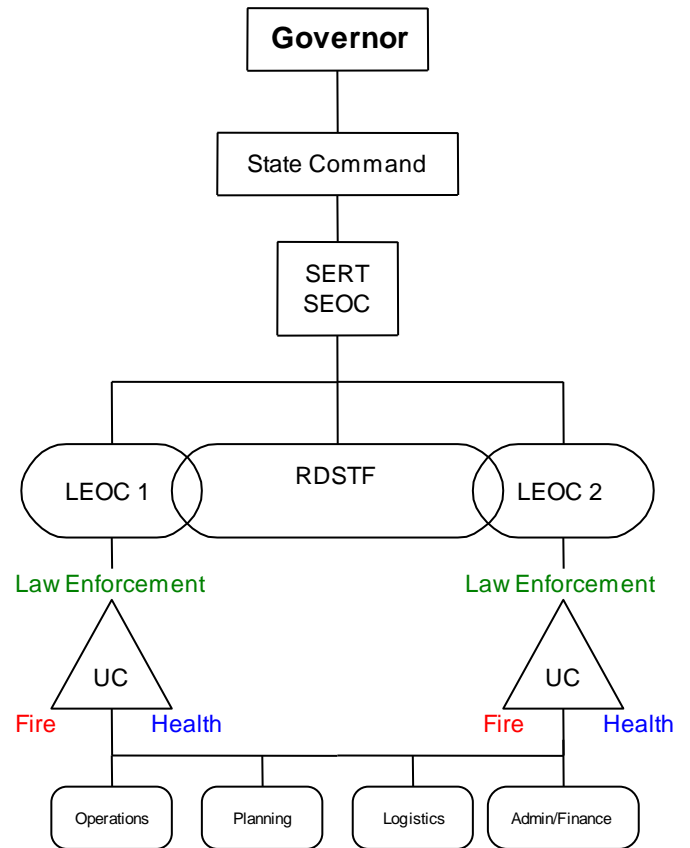 Governor
State Command
SERT
SEOC
LEOC 1
RDSTF
LEOC 2
Law Enforcement
Law Enforcement
UC
UC
Fire
Health
Fire
Health
Operations
Planning
Logistics
Admin/Finance